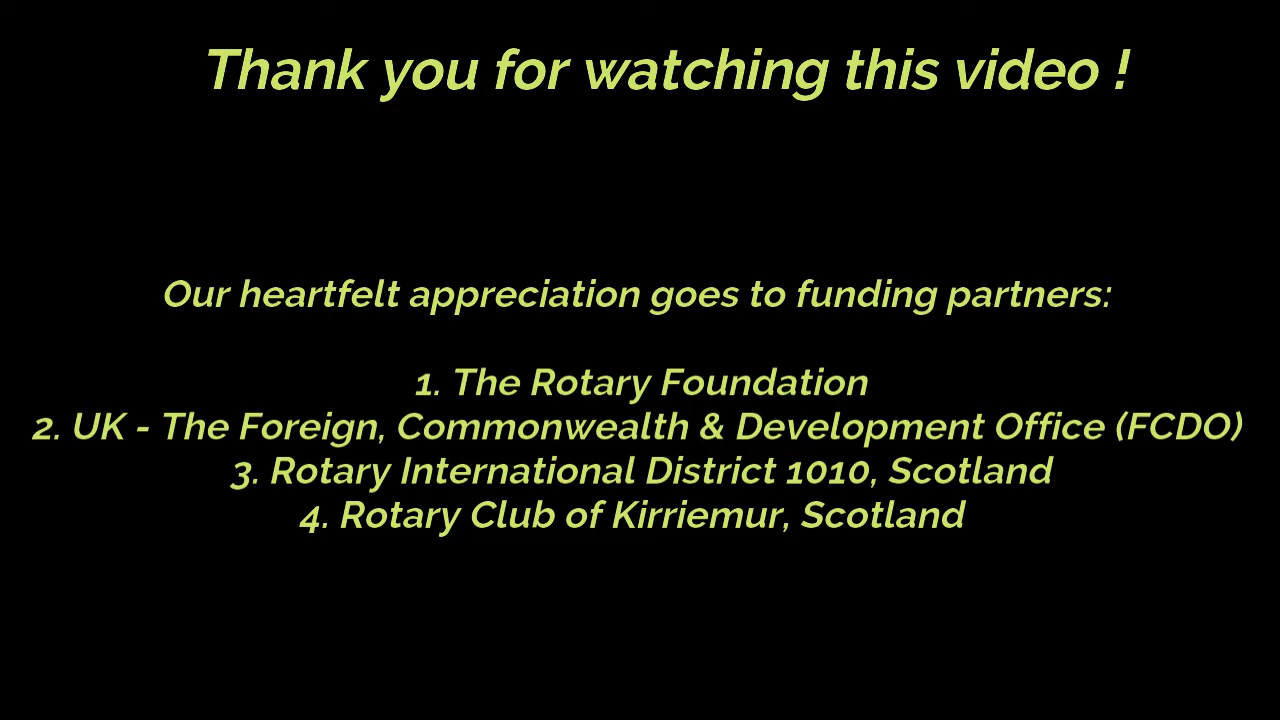 Thank you for watching this video !
Our heartfelt appreciation goes to funding partners:
1. The Rotary Foundation
2. UK - The Foreign, Commonwealth & Development Office (FCDO)
3. Rotary International District 1010, Scotland
4. Rotary Club of Kirriemur, Scotland